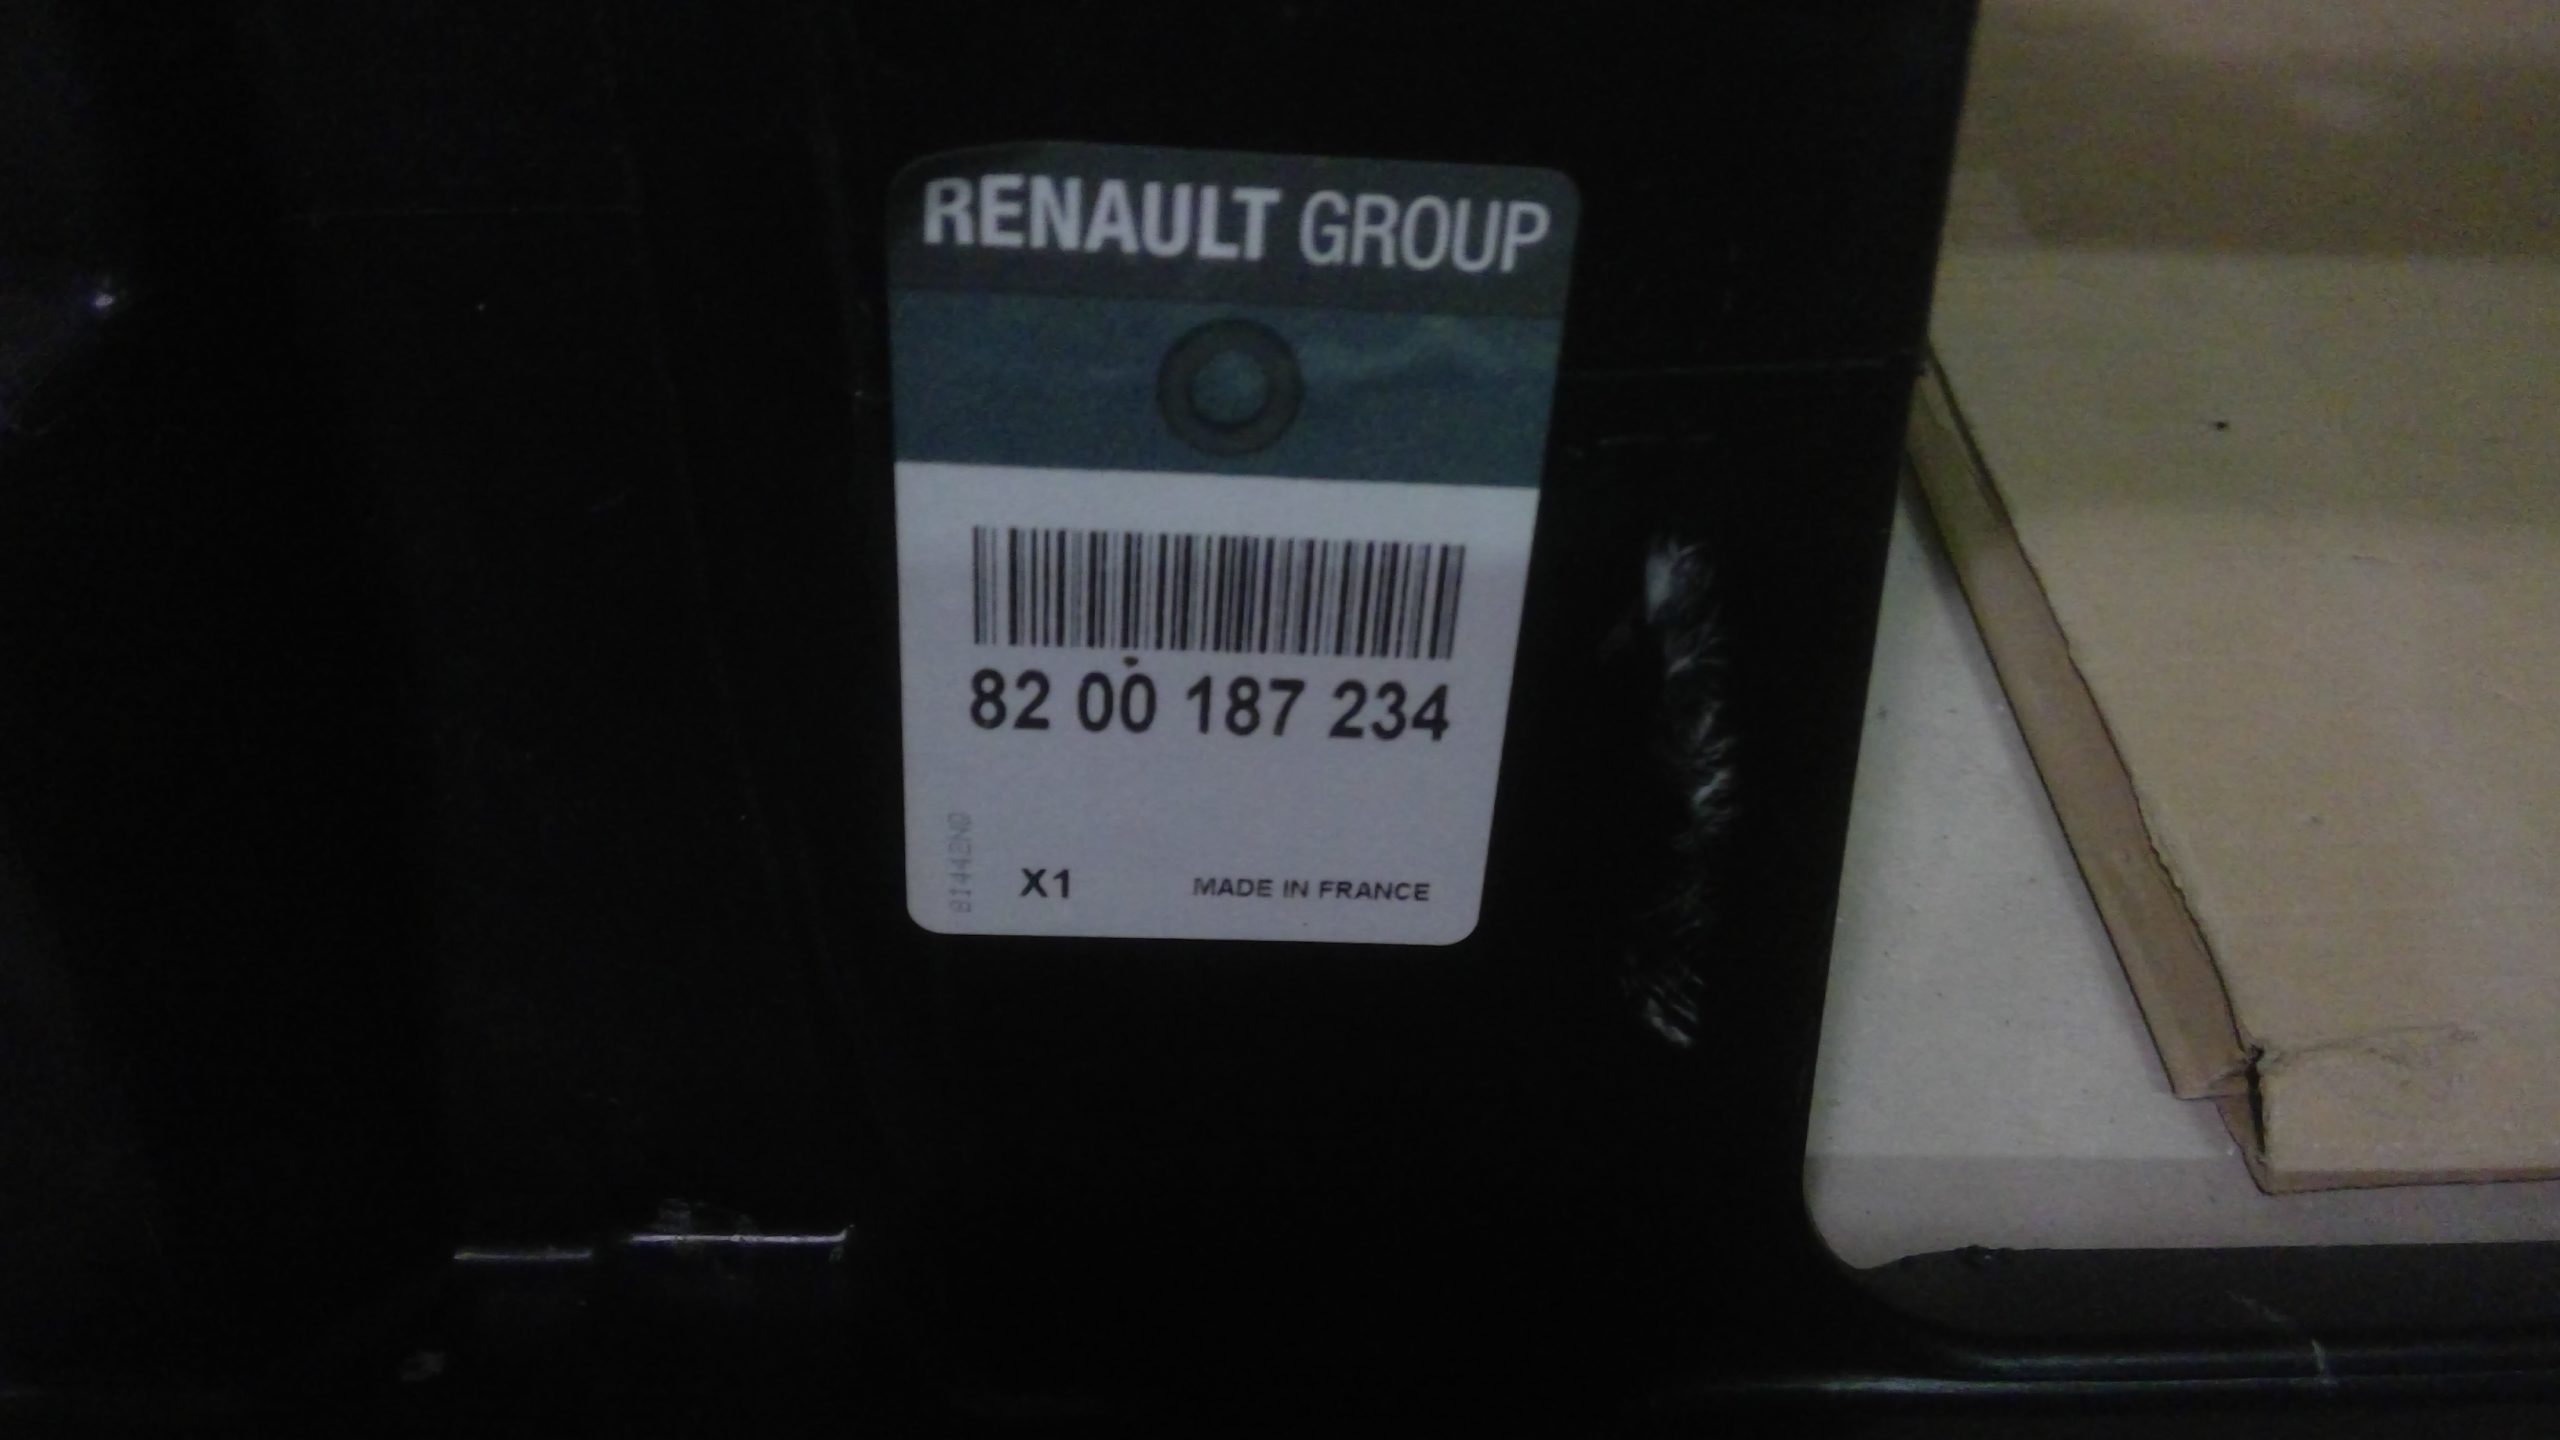 RENAULT GROUP
82 00 187 234
X1 MADE IN FRANCE